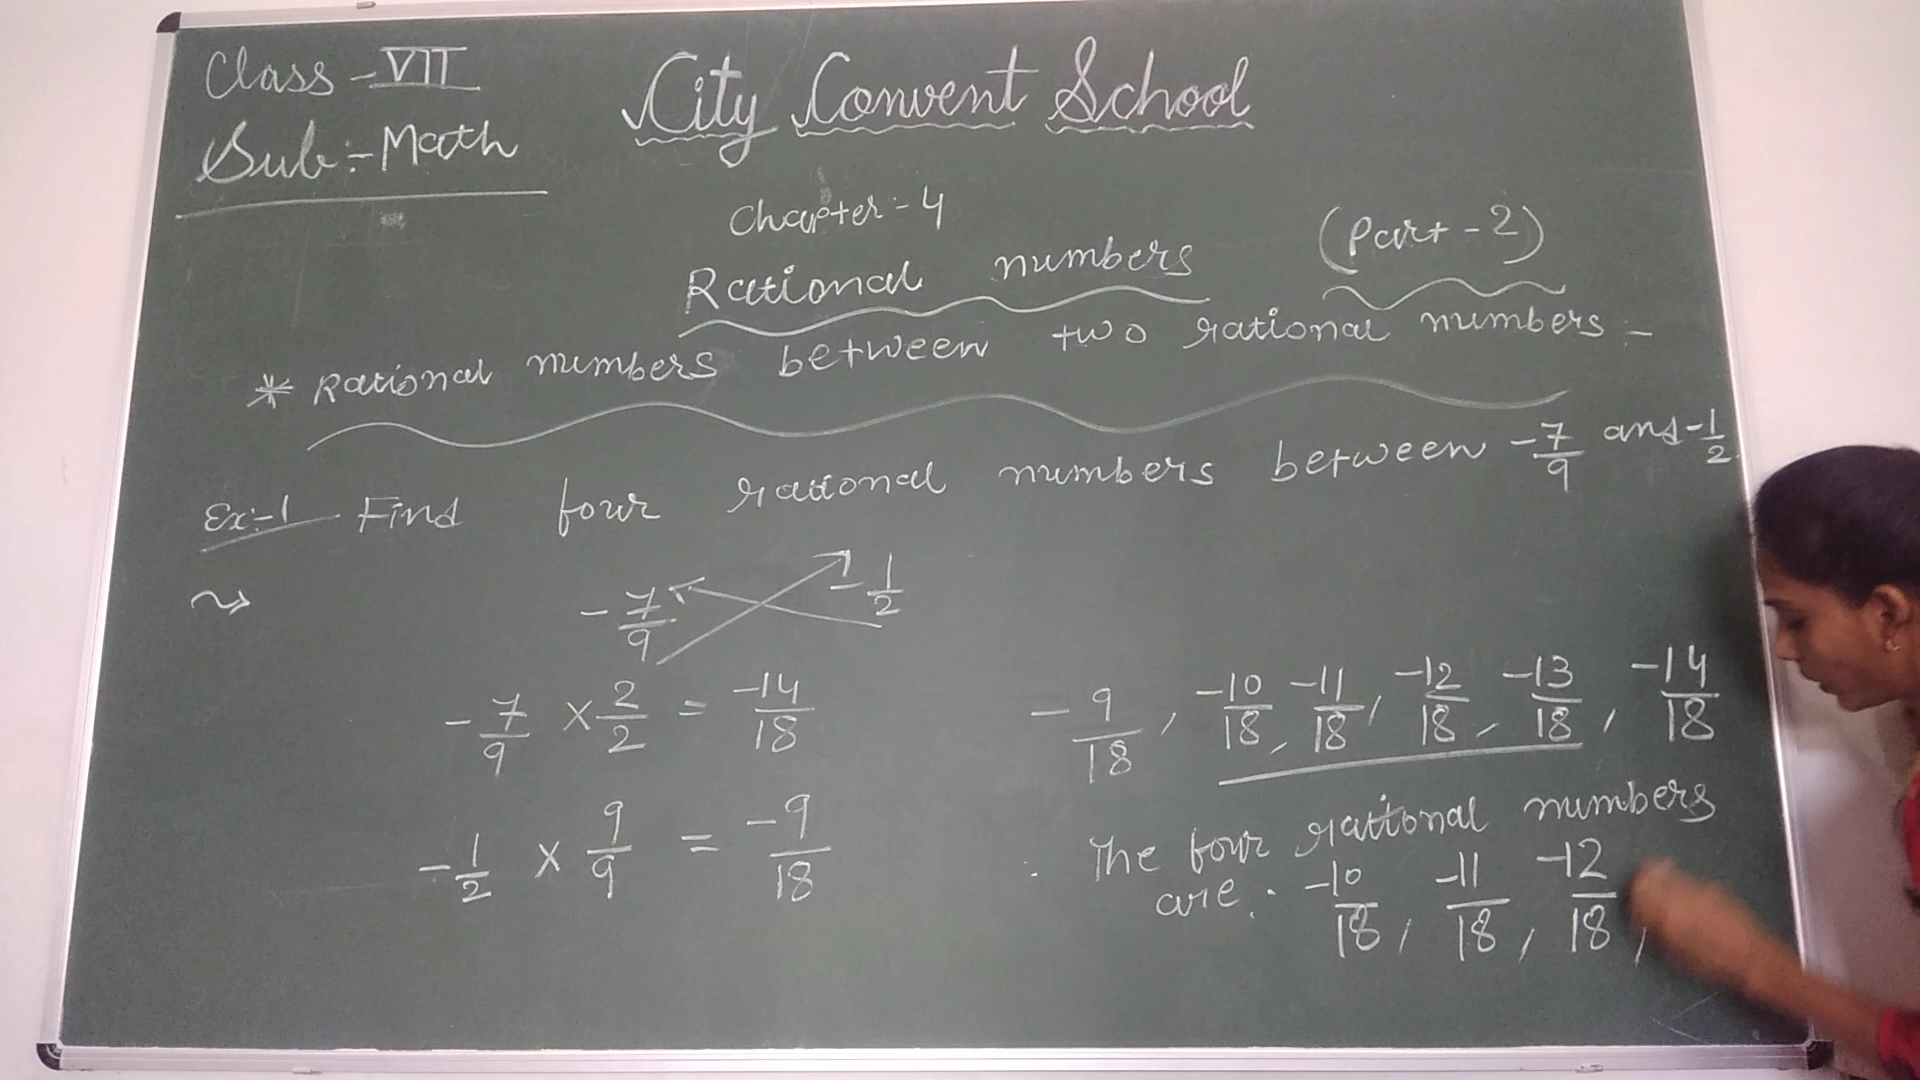 Class - VII
Sub:- Math
City Convent School
Chapter:- 4
Rational numbers (Part - 2)
* Rational numbers between two rational numbers -
Ex:-1 Find four rational numbers between -7/9 and -1/2
-7/9 -1/2
-7/9 × 2/2 = -14/18
-1/2 × 9/9 = -9/18
-9/18, -10/18, -11/18, -12/18, -13/18, -14/18
∴ The four rational numbers
are:- -10/18, -11/18, -12/18,